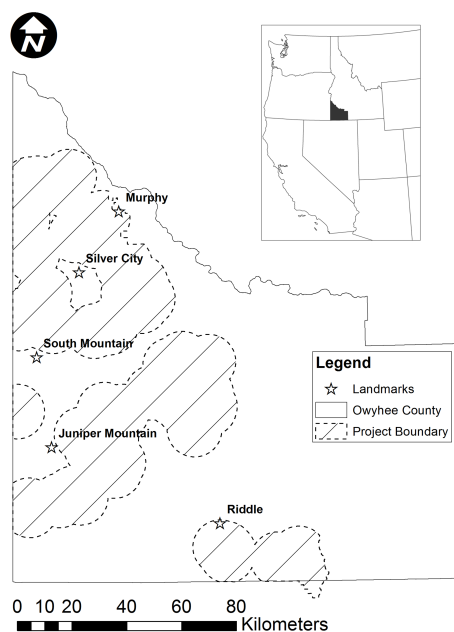 N
Murphy
Silver City
South Mountain
Juniper Mountain
Riddle
Legend
Landmarks
Owyhee County
Project Boundary
0 10 20 40 60 80
Kilometers